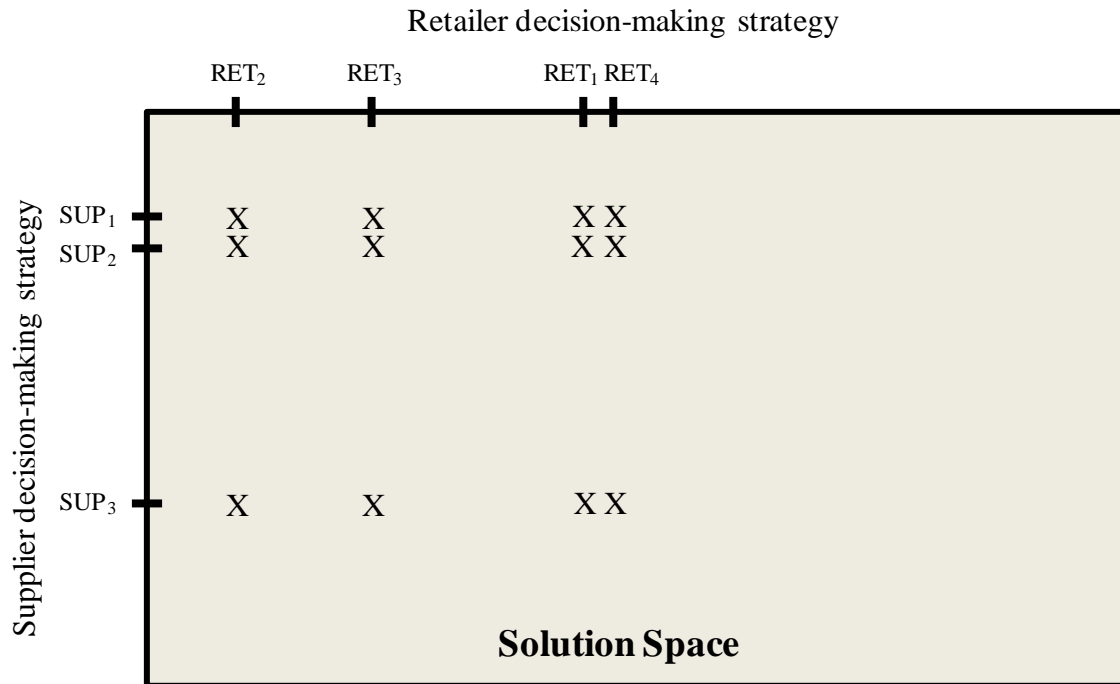 Retailer decision-making strategy
RET₂ RET₃ RET₁ RET₄
Supplier decision-making strategy
SUP₁ X X X X
SUP₂ X X X X
SUP₃ X X X X
Solution Space